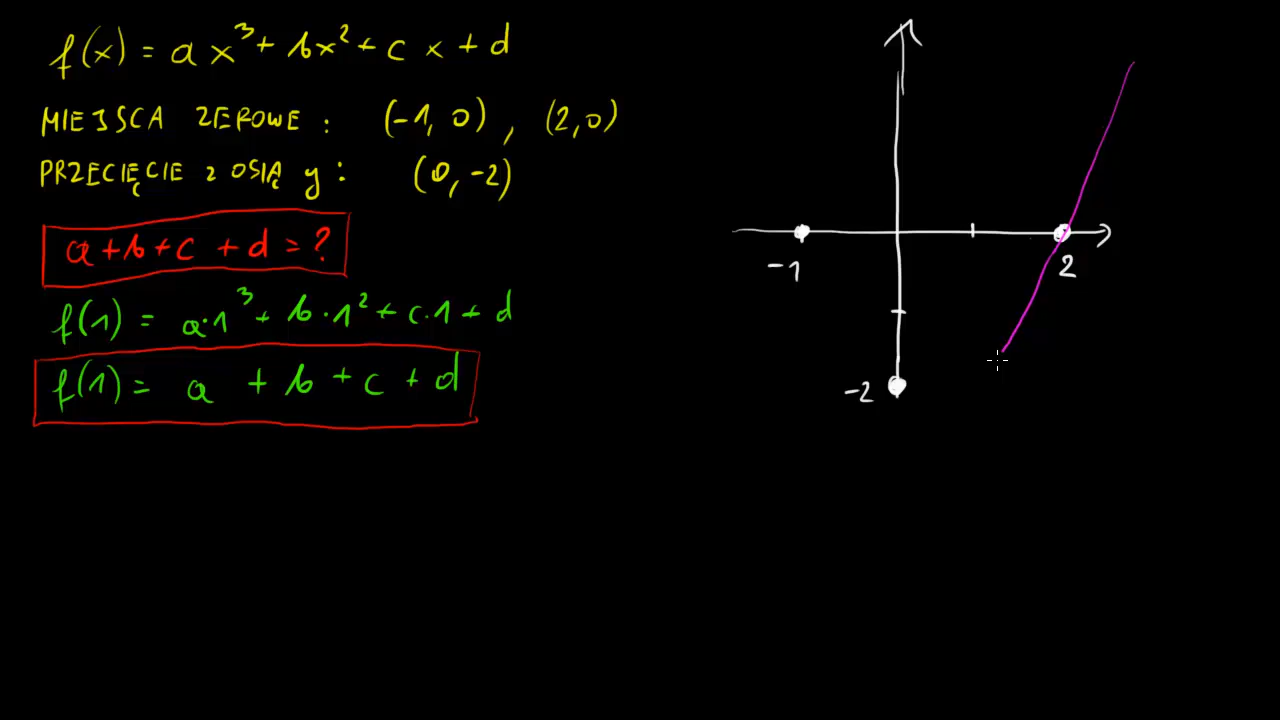 f(x) = ax³ + bx² + cx + d
MIEJSCA ZEROWE : (-1, 0) , (2,0)
PRZECIĘCIE Z OSIĄ y : (0, -2)
a + b + c + d = ?
f(1) = a·1³ + b·1² + c·1 + d
f(1) = a + b + c + d
-1
2
-2